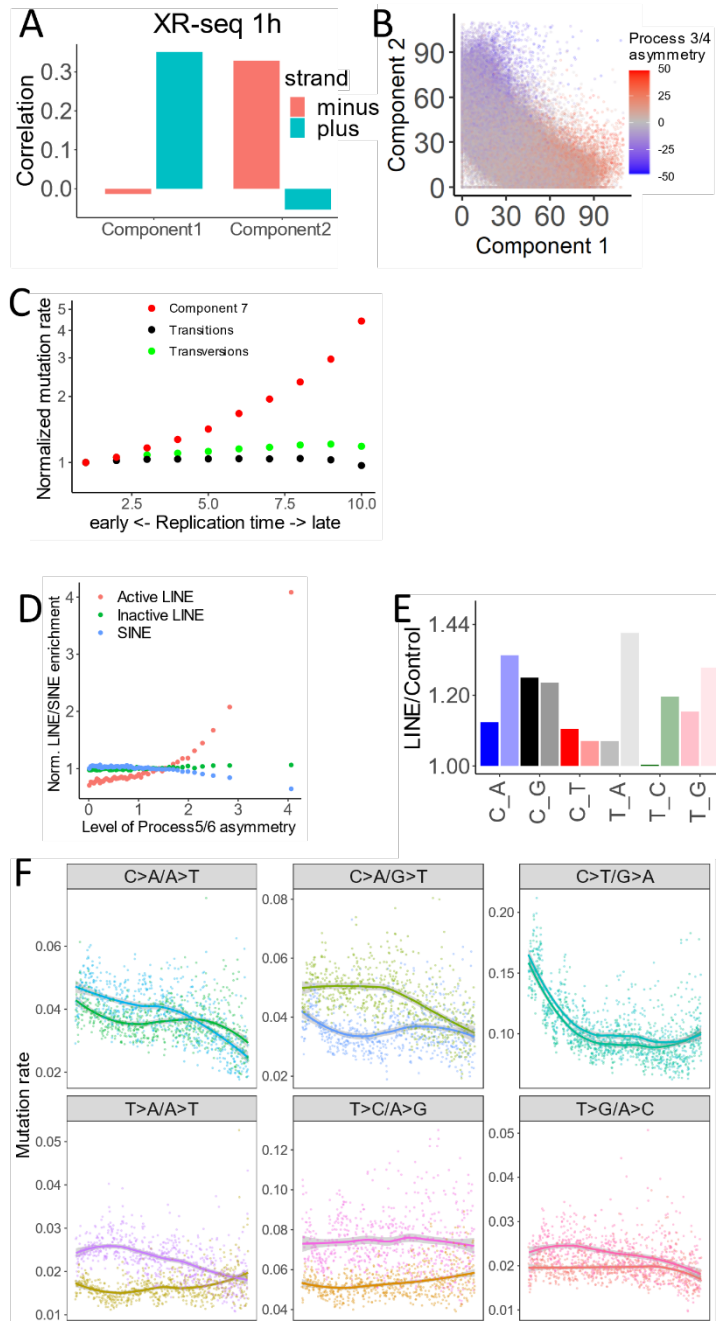 A
XR-seq 1h
Correlation
0.3
0.2
0.1
0.0
strand
minus
plus
Component1
Component2
B
Component 2
90
60
30
0
0
30
60
90
Component 1
Process 3/4
asymmetry
50
25
0
-25
-50
C
Normalized mutation rate
5
4
3
2
1
Component 7
Transitions
Transversions
2.5
5.0
7.5
10.0
early <- Replication time -> late
D
Norm. LINE/SINE enrichment
4
3
2
1
Active LINE
Inactive LINE
SINE
0
1
2
3
4
Level of Process5/6 asymmetry
E
LINE/Control
1.44
1.20
1.00
C_A
C_G
C_T
T_A
T_C
T_G
F
Mutation rate
C>A/A>T
0.06
0.04
0.02
C>A/G>T
0.08
0.06
0.04
0.02
C>T/G>A
0.20
0.15
0.10
T>A/A>T
0.05
0.04
0.03
0.02
0.01
T>C/A>G
0.12
0.10
0.08
0.06
0.04
T>G/A>C
0.05
0.04
0.03
0.02
0.01